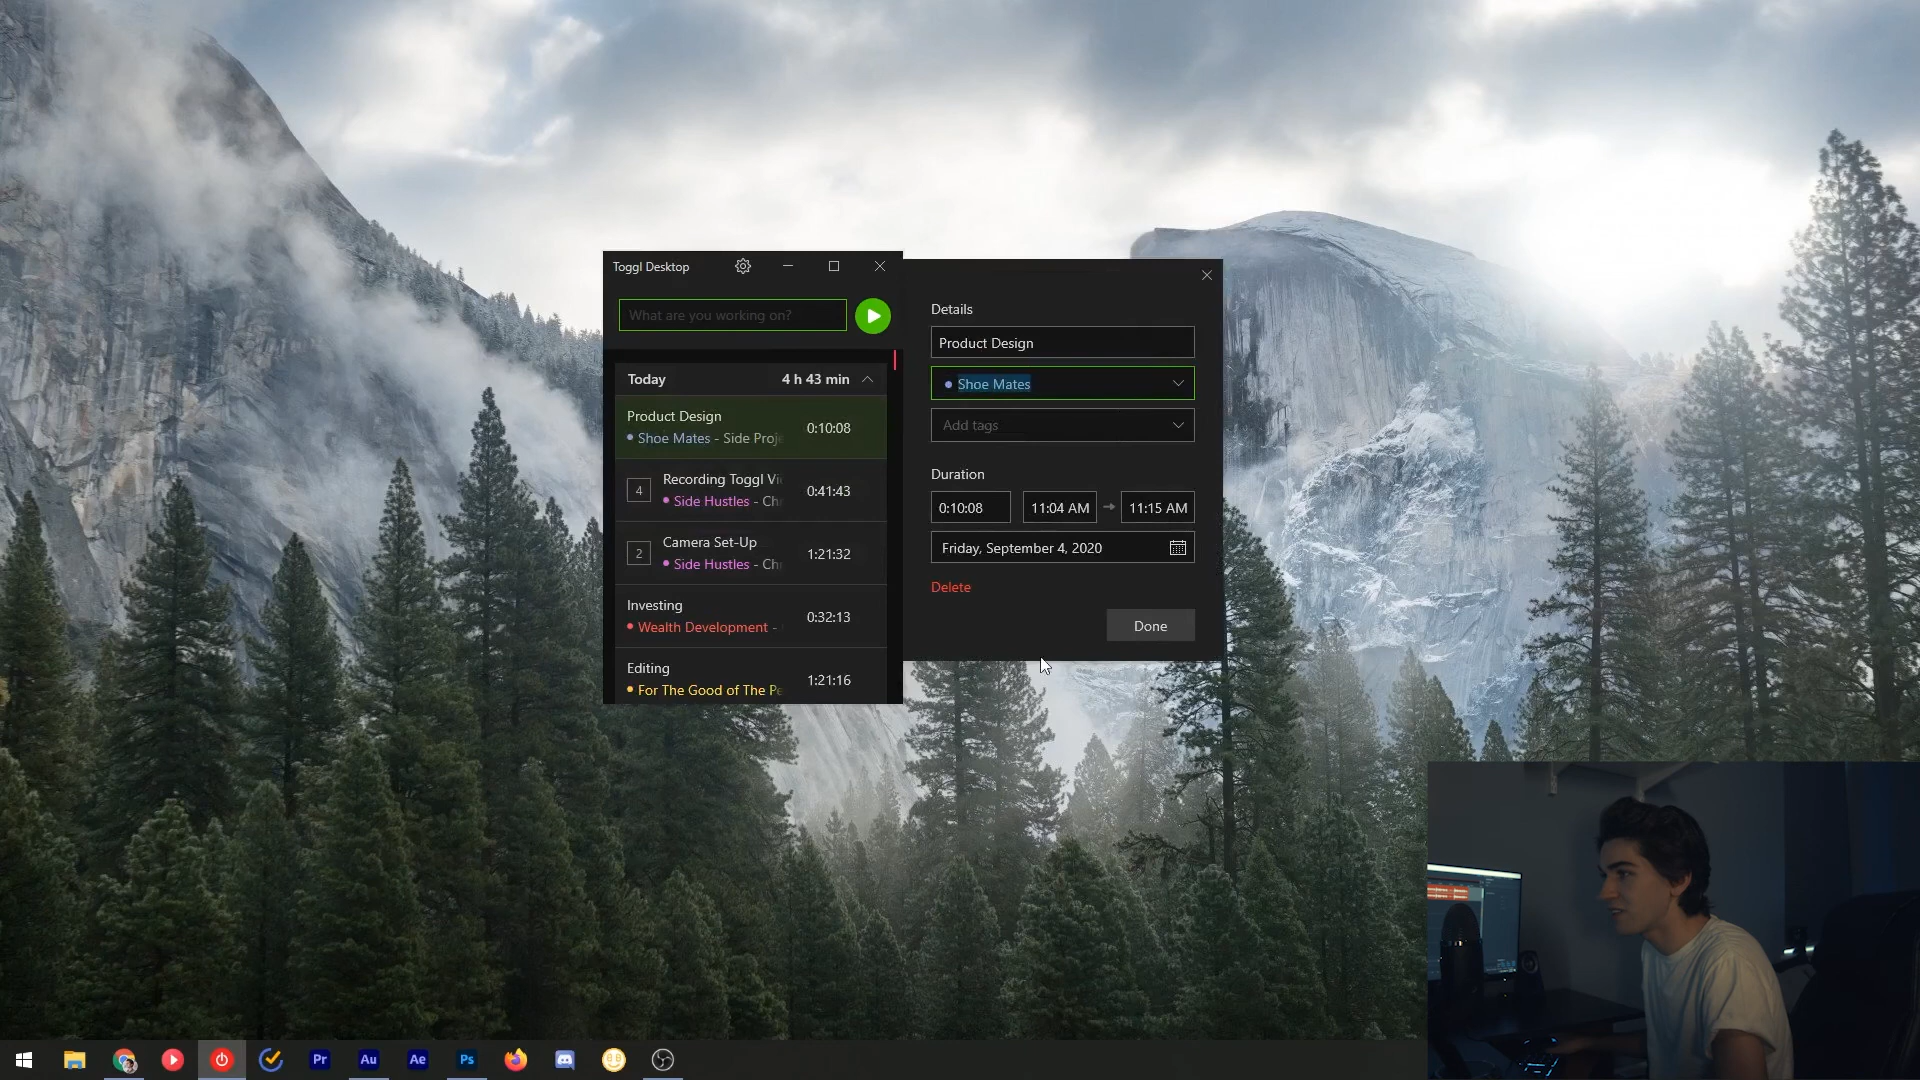 Toggl Desktop
What are you working on?
Today
4 h 43 min
Product Design
Shoe Mates - Side Proje
0:10:08
4
Recording Toggl Vi
Side Hustles - Ch
0:41:43
2
Camera Set-Up
Side Hustles - Ch
1:21:32
Investing
Wealth Development -
0:32:13
Editing
For The Good of The Pe
1:21:16
Details
Product Design
Shoe Mates
Add tags
Duration
0:10:08
11:04 AM
11:15 AM
Friday, September 4, 2020
Delete
Done
Pr
Au
Ae
Ps